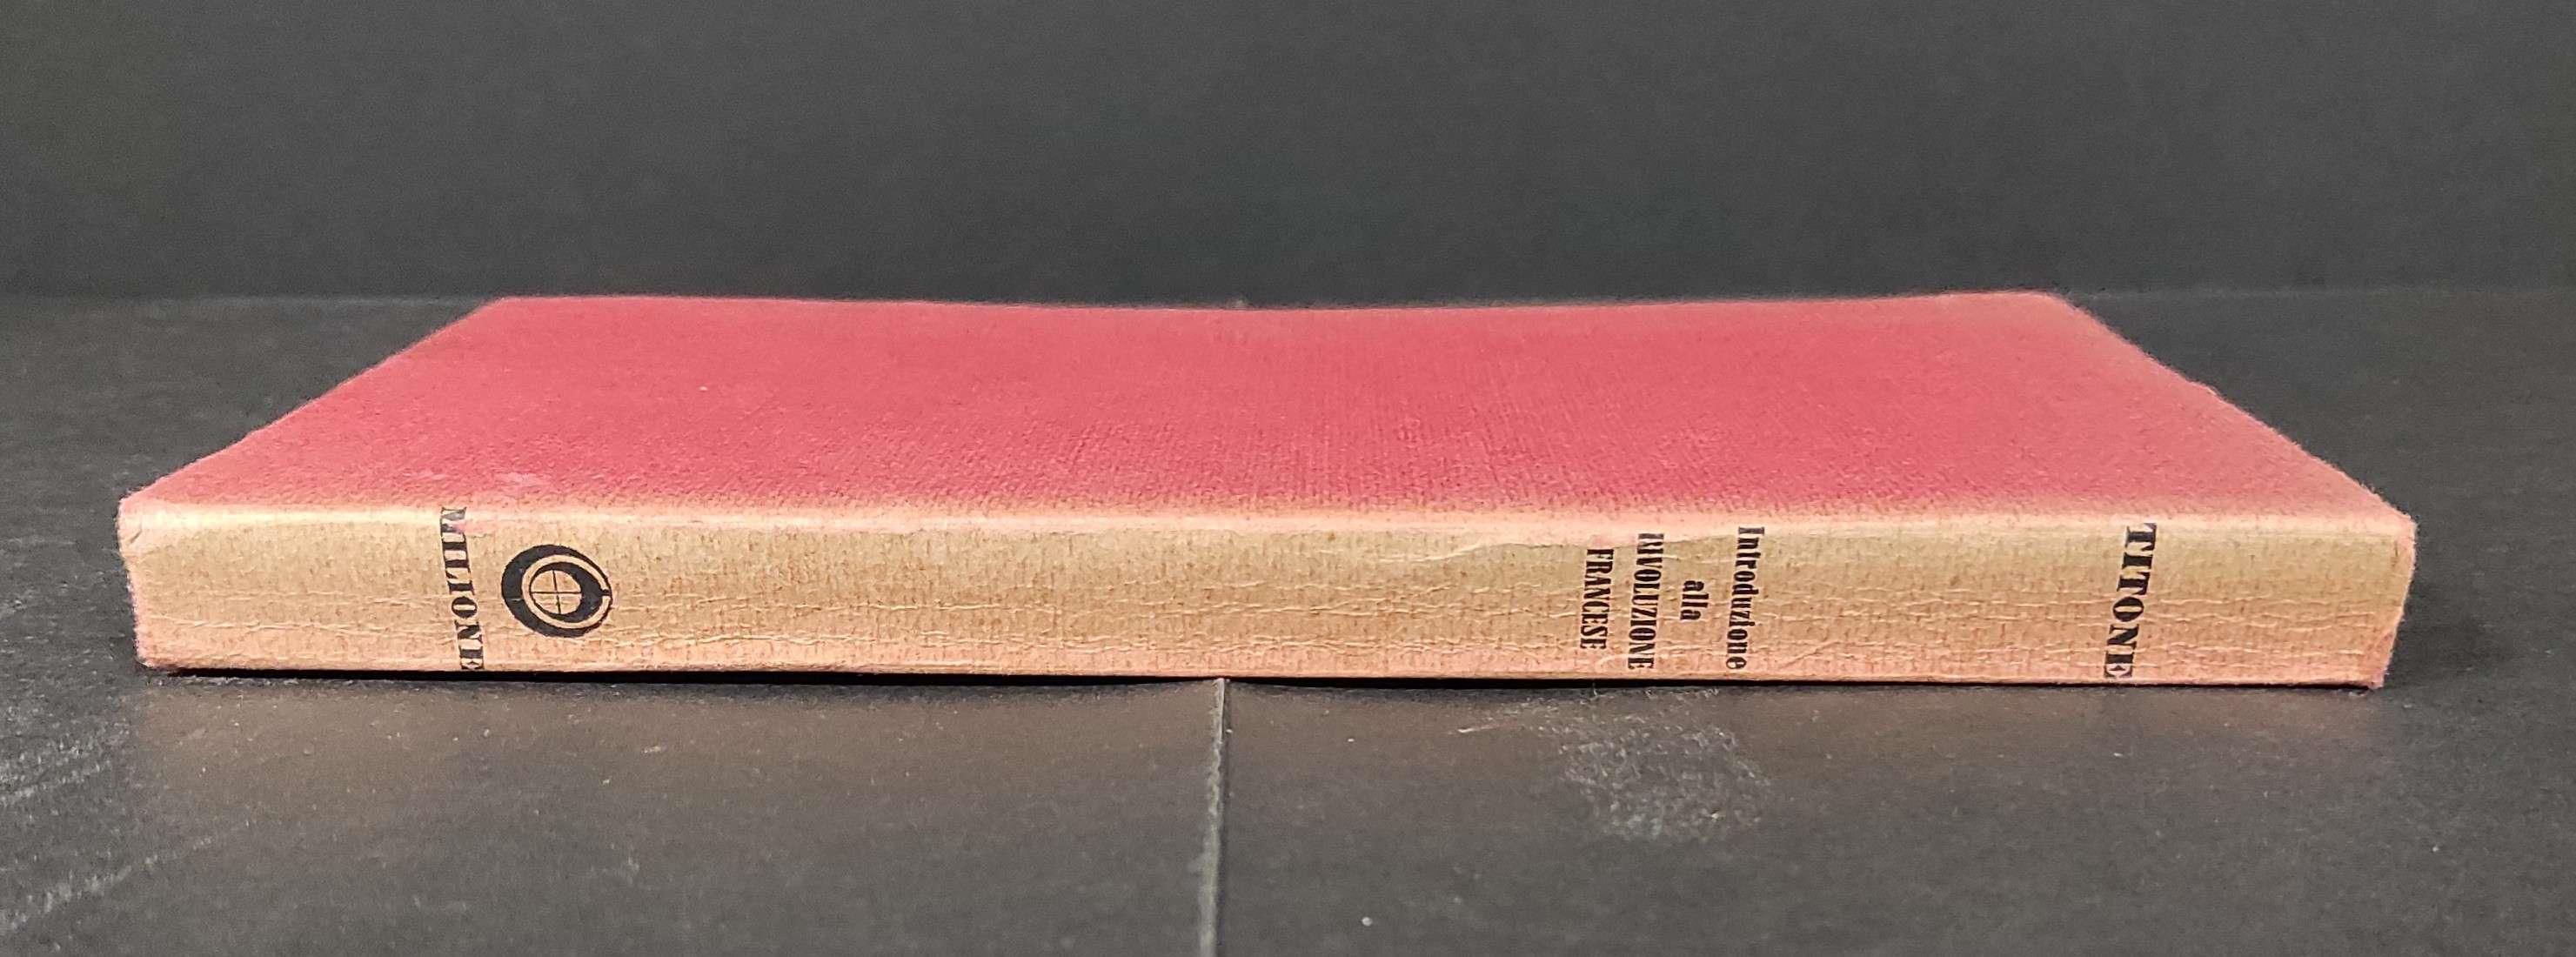 TITONE
Introduzione
alla
RIVOLUZIONE
FRANCESE
MILIONE